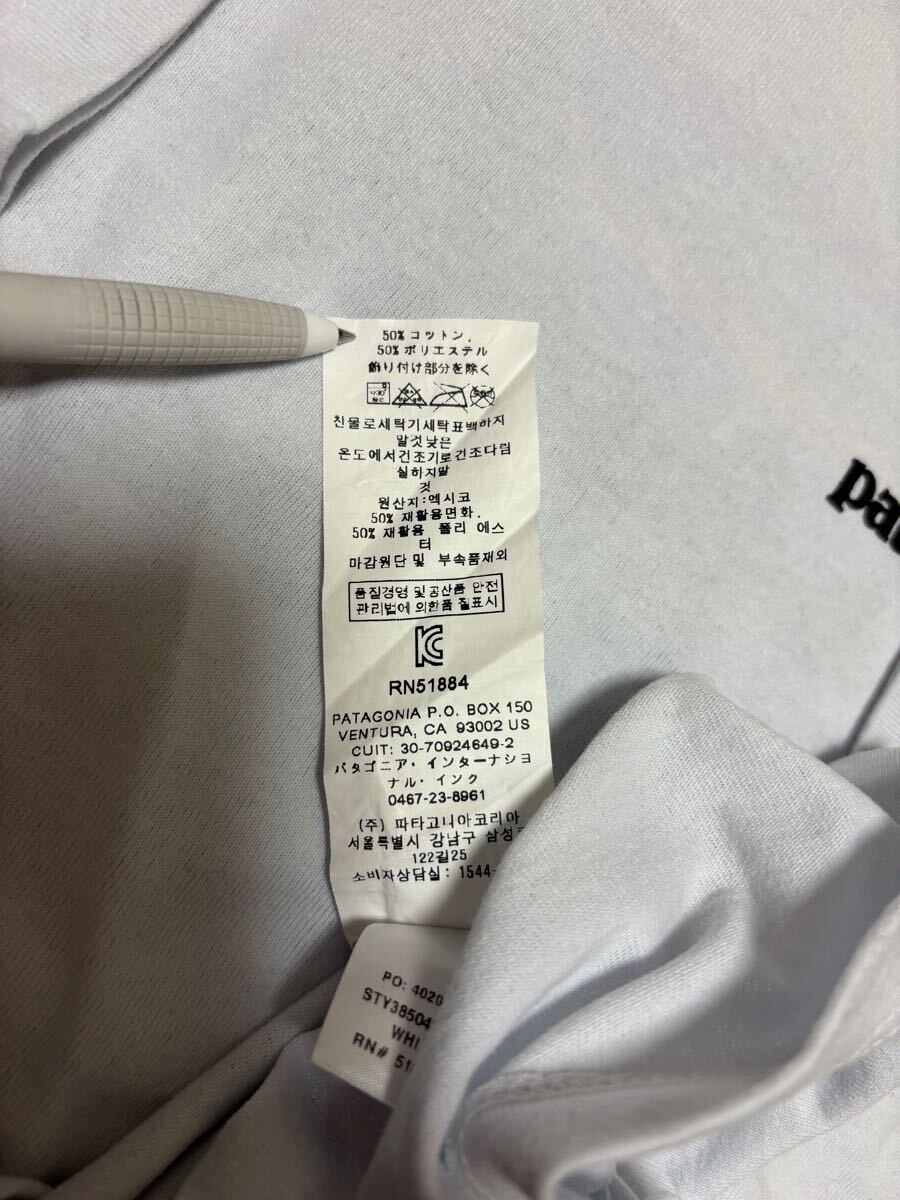 50% コットン.
50% ポリエステル
飾り付け部分を除く
찬물로세탁기세탁표백하지
말것낮은
온도에서건조기로건조다림
실하지말
것
원산지:엑시코
50% 재활용면화.
50% 재활용 폴리 에스
터
마감원단 및 부속품재외
품질경영 및 공산품 안전
관리법에 의한품 질표시
RN51884
PATAGONIA P.O. BOX 150
VENTURA, CA 93002 US
CUIT: 30-70924649-2
パタゴニア・インターナショ
ナル・インク
0467-23-8961
(주) 파타고니아코리아
서울특별시 강남구 삼성
122길25
소비자상담실: 1544-
PO: 4020
STY38504
WHI
RN# 51
pa